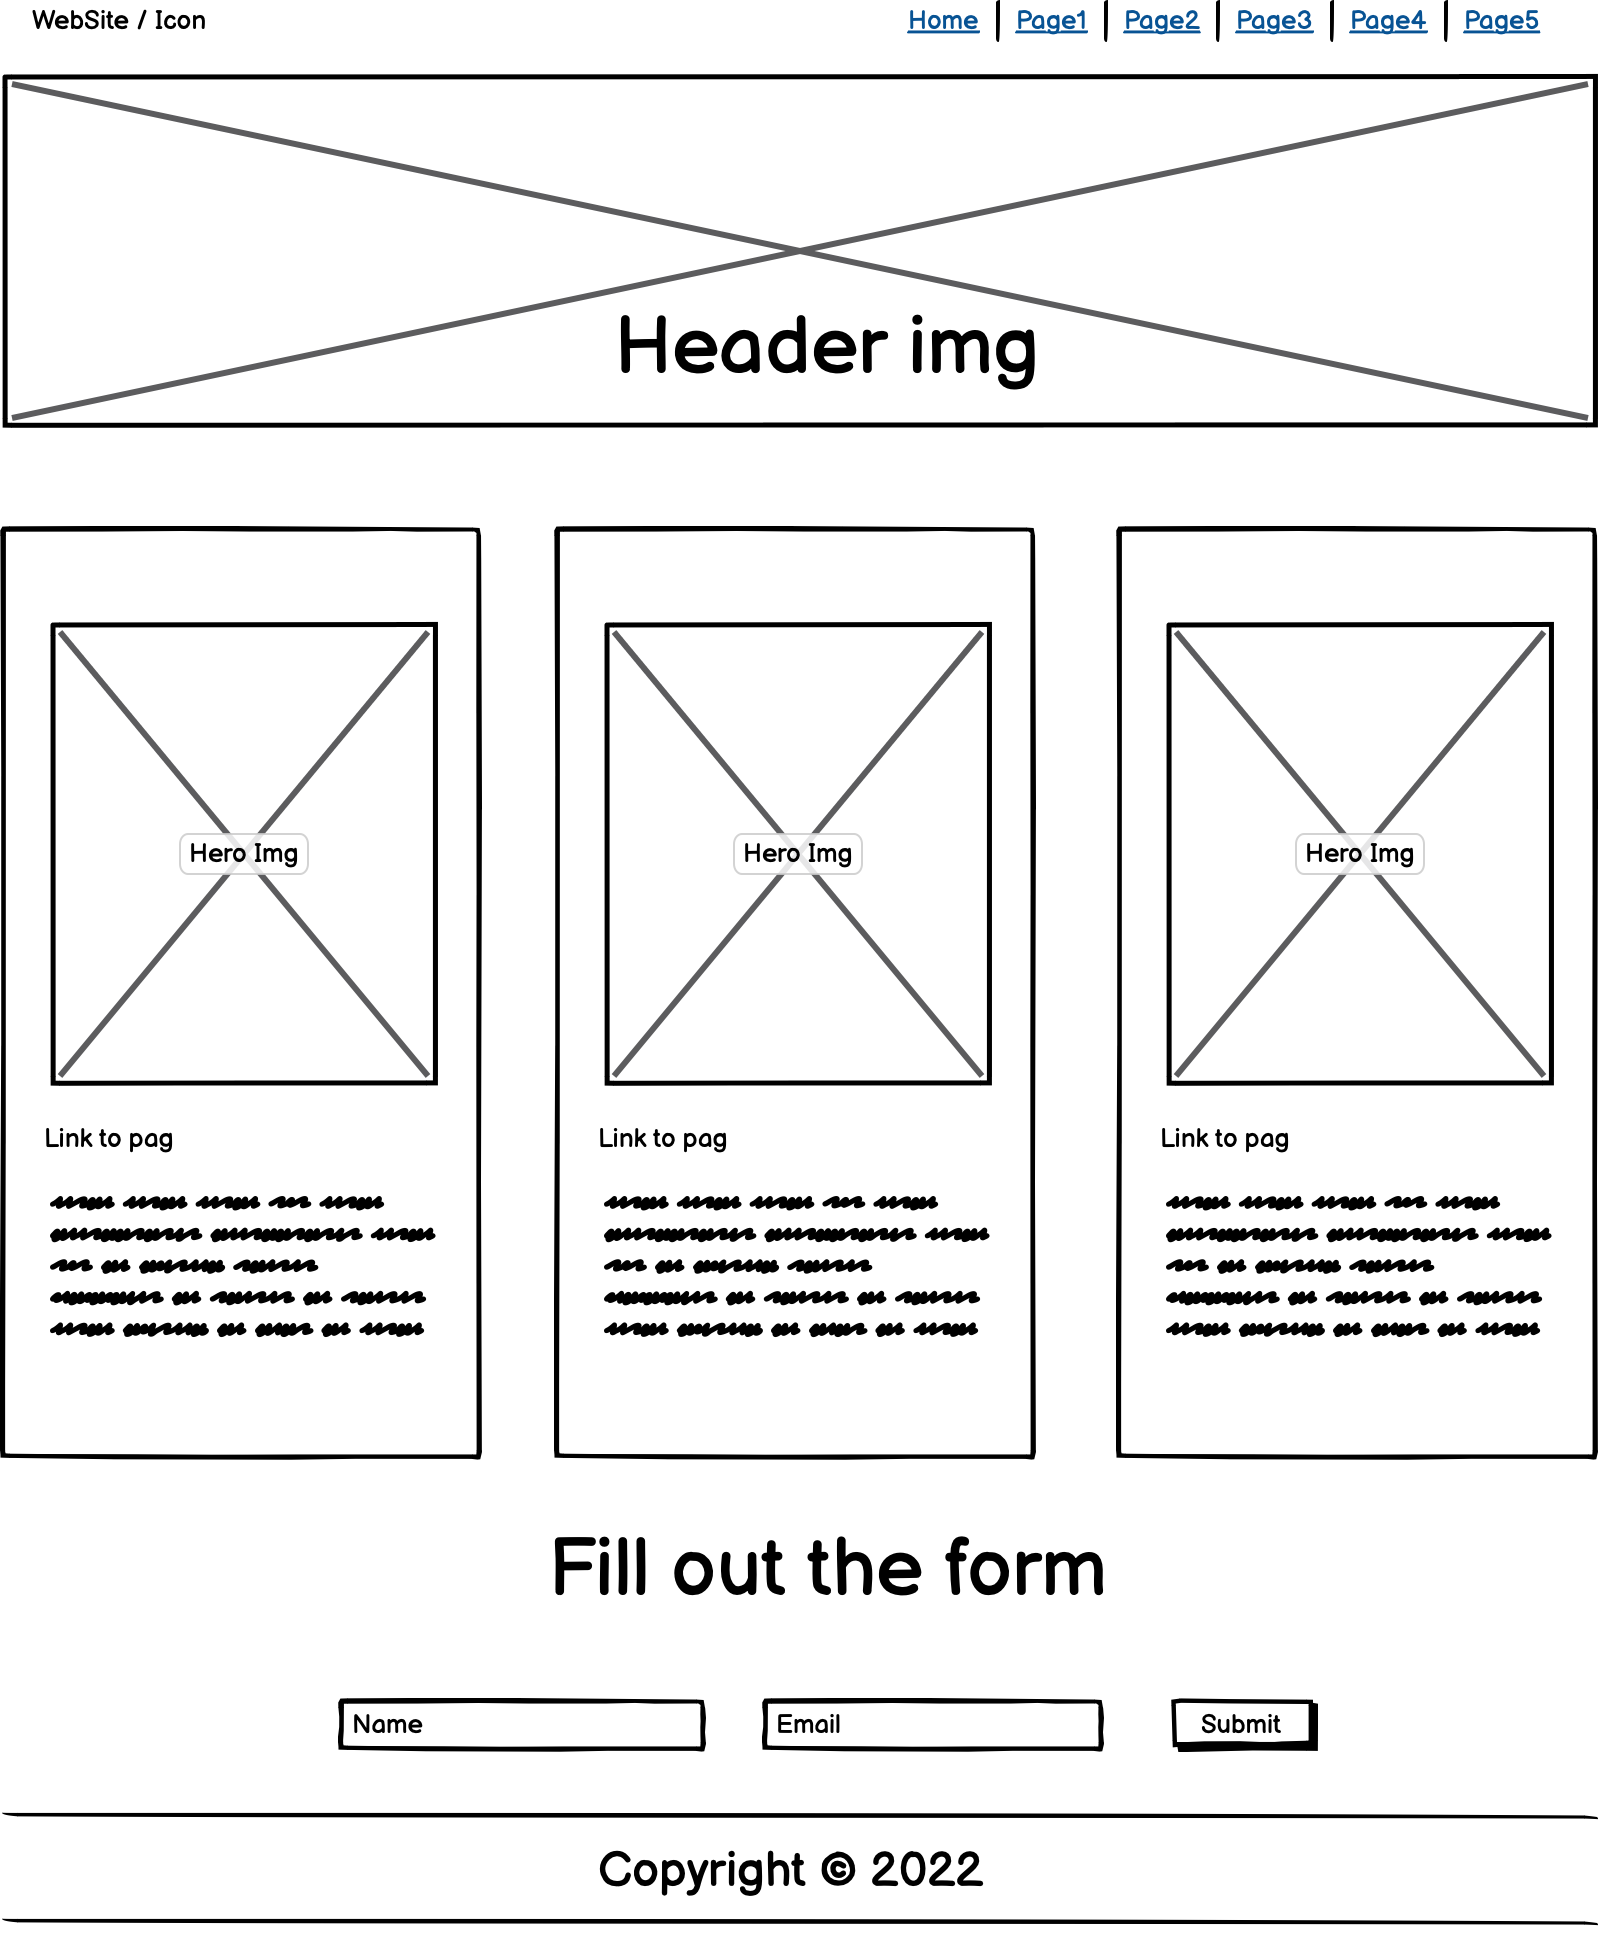 WebSite / Icon
Home Page1 Page2 Page3 Page4 Page5
Header img
Hero Img
Link to pag
Hero Img
Link to pag
Hero Img
Link to pag
Fill out the form
Name
Email
Submit
Copyright © 2022